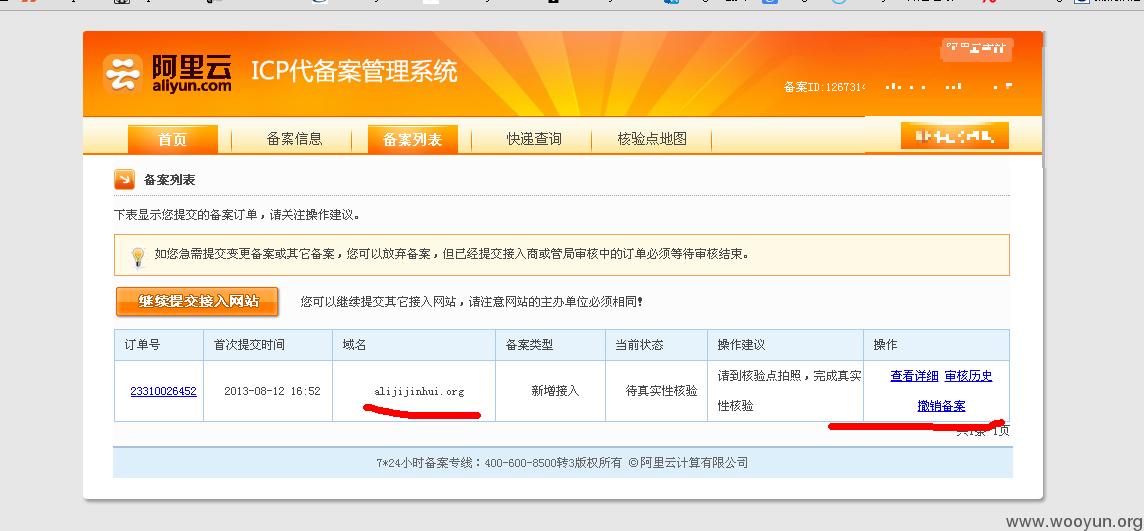 阿里云
aliyun.com
ICP代备案管理系统
备案ID:126731
首页 备案信息 备案列表 快递查询 核验点地图
备案列表
下表显示您提交的备案订单，请关注操作建议。
如您急需提交变更备案或其它备案，您可以放弃备案，但已经提交接入商或管局审核中的订单必须等待审核结束。
继续提交接入网站 您可以继续提交其它接入网站，请注意网站的主办单位必须相同！
订单号 首次提交时间 域名 备案类型 当前状态 操作建议 操作
23310026452 2013-08-12 16:52 alijijinhui.org 新增接入 待真实性核验 请到核验点拍照，完成真实性核验 查看详细 审核历史
撤销备案
共1条 1页
7*24小时备案专线：400-600-8500转3版权所有 ©阿里云计算有限公司
www.wooyun.org